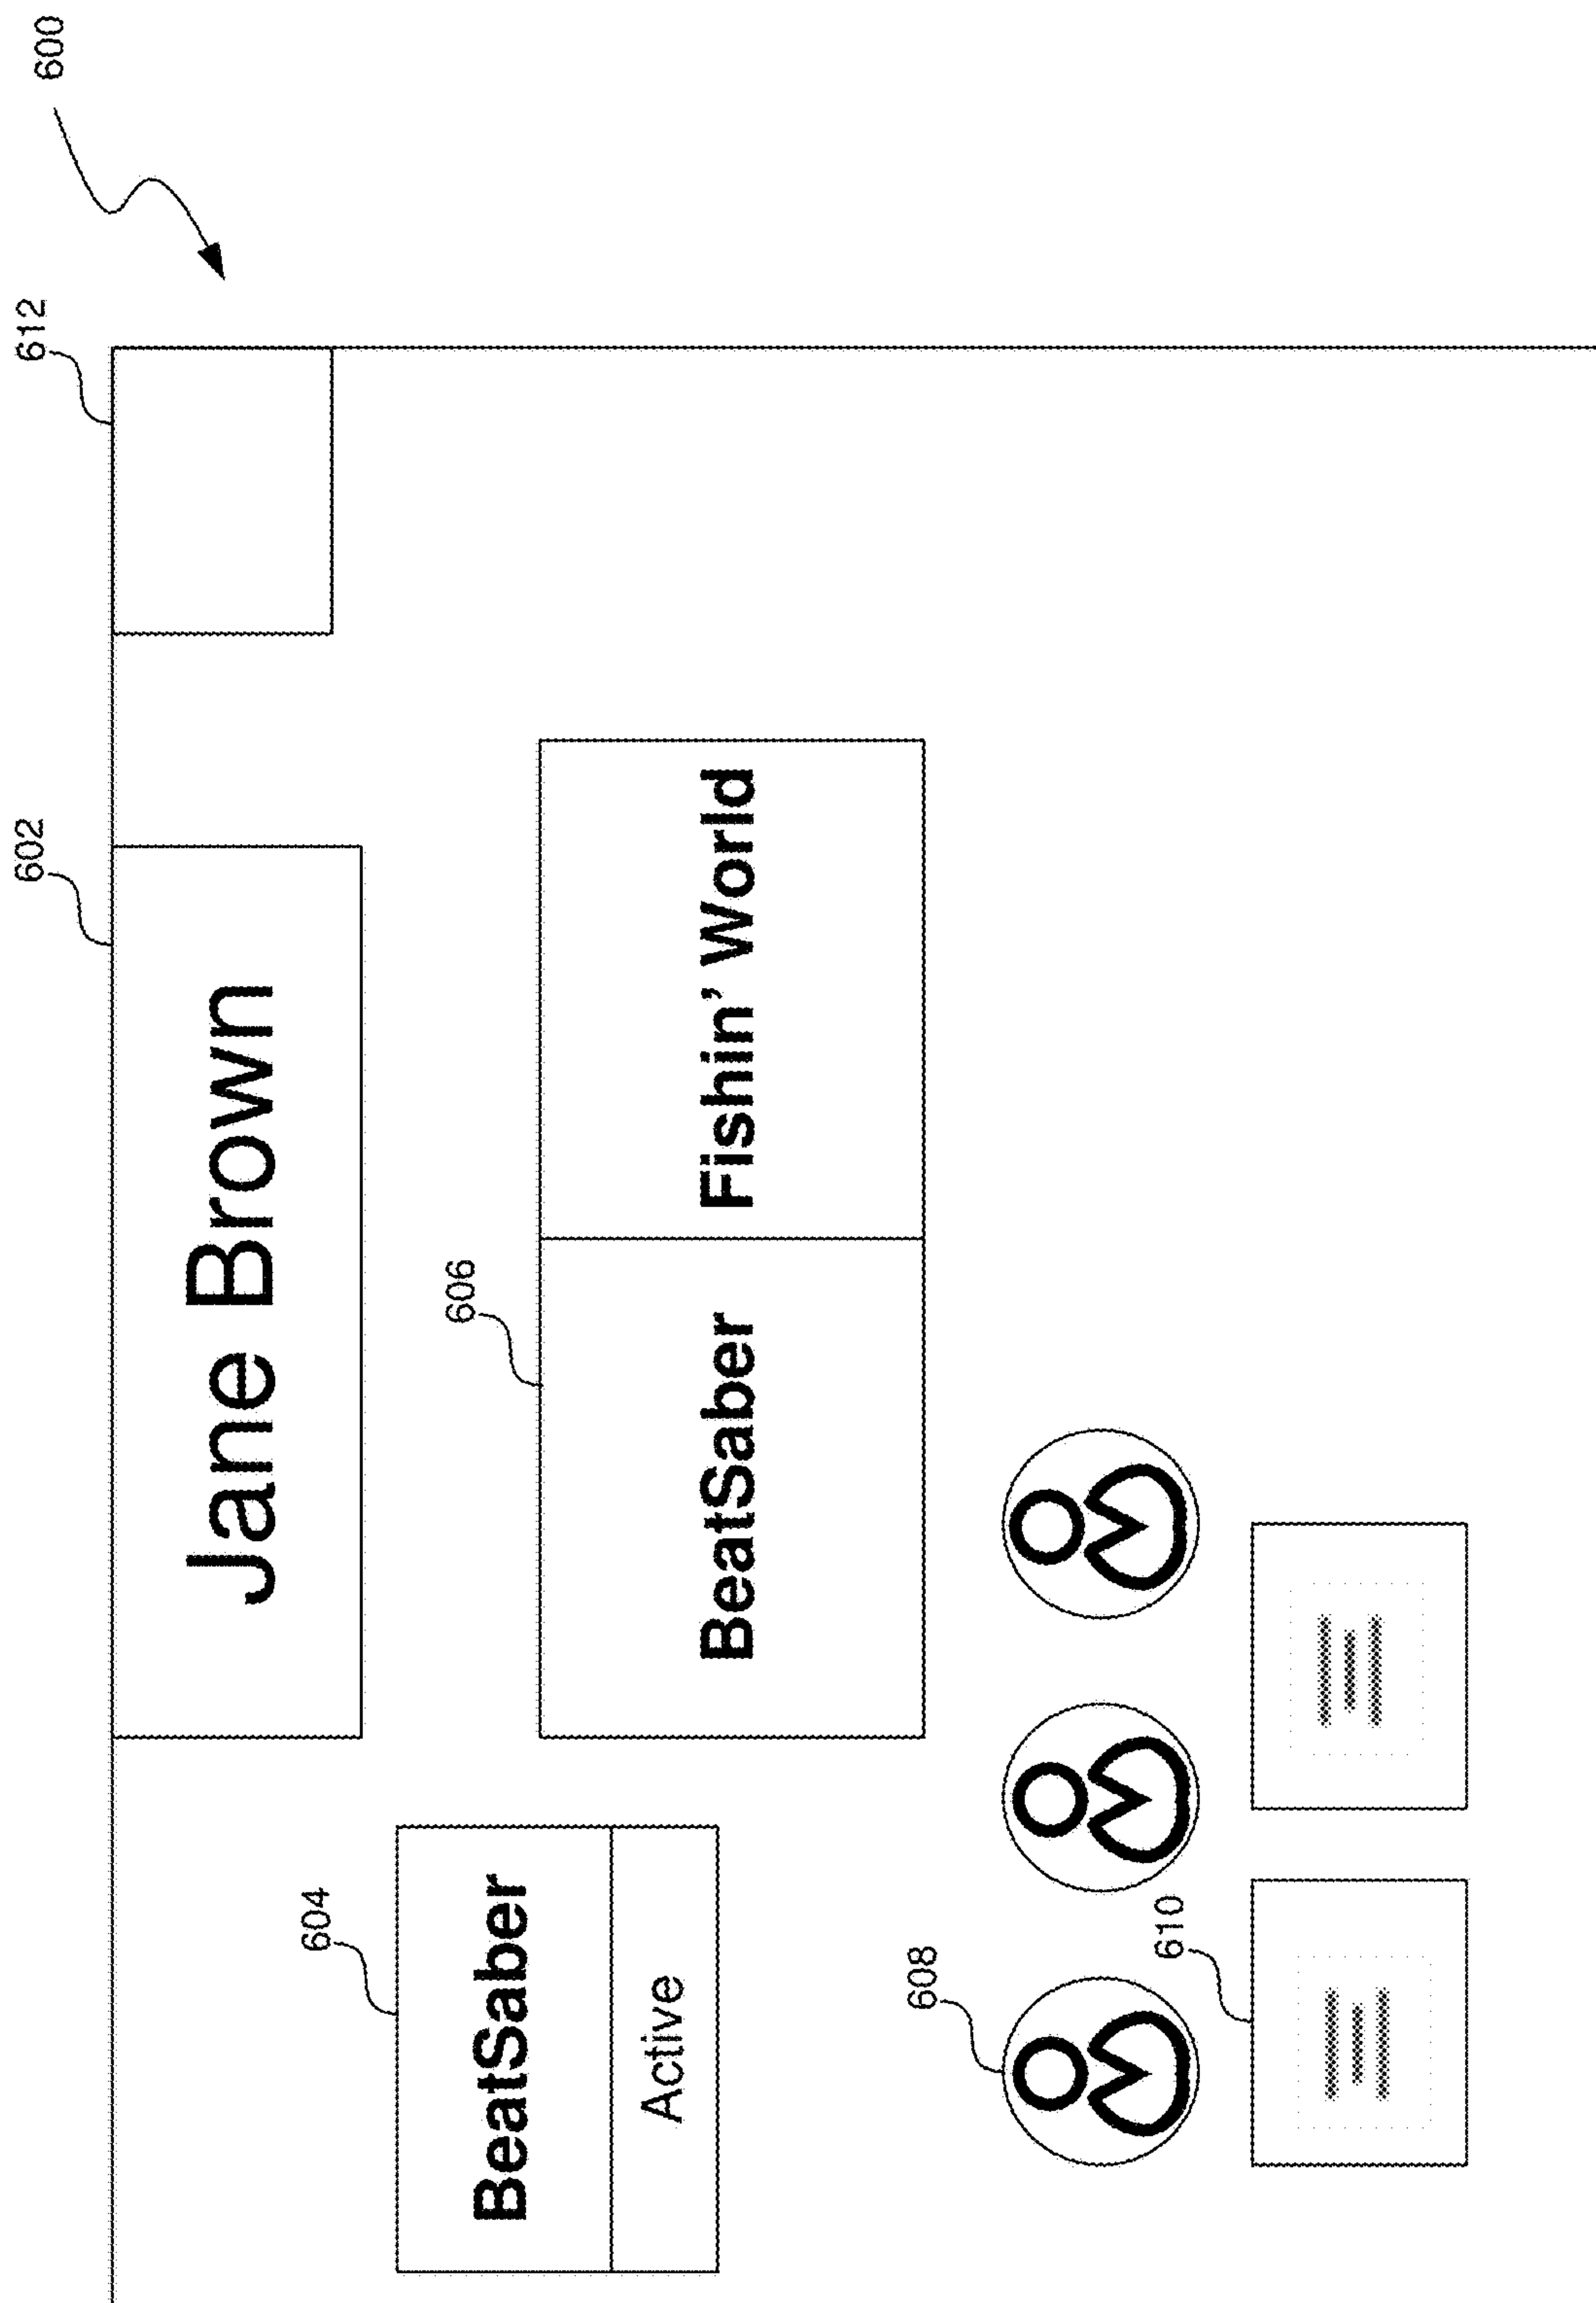 600
612
602
Jane Brown
604
BeatSaber
Active
606
BeatSaber
Fishin' World
608
610